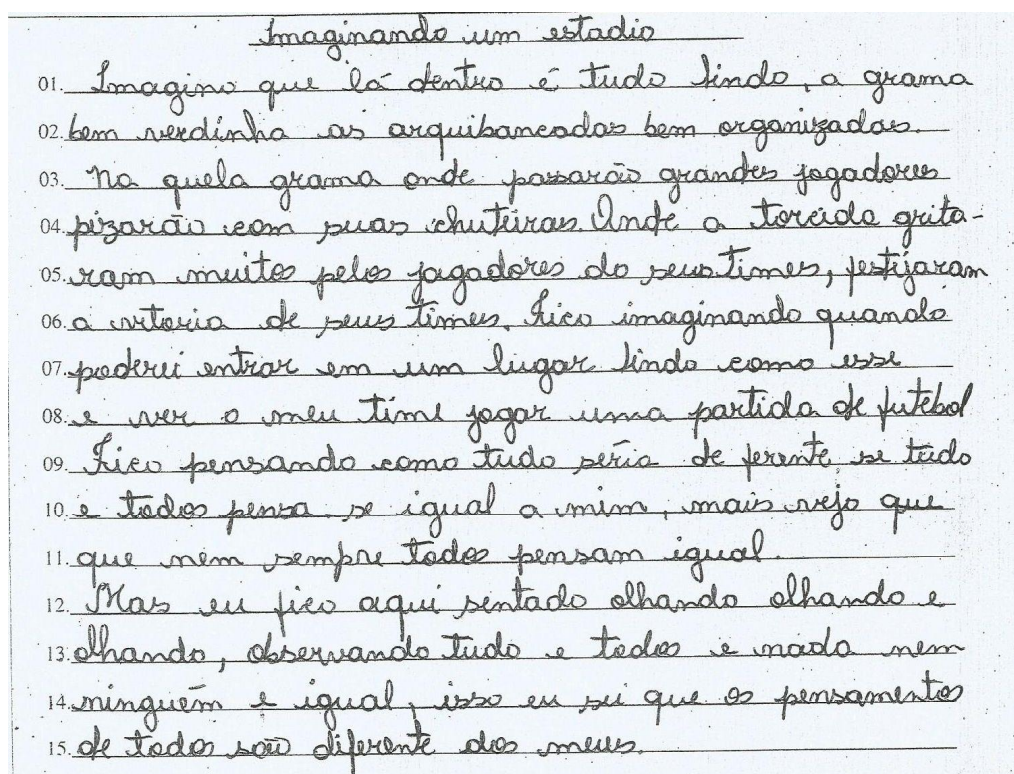 Imaginando um estadio
01. Imagino que lá dentro é tudo lindo, a grama
02. bem verdinha as arquibancadas bem organizadas.
03. Na quela grama onde passarão grandes jogadores
04. pizarão com suas chuteiras. Onde a torcida grita-
05. ram muitos pelos jogadores do seus times, festijaram
06. a vitoria de seus times. Fico imaginando quando
07. poderei entrar em um lugar lindo como esse
08. e ver o meu time jogar uma partida de futebol
09. Fico pensando como tudo séria de ferente se tudo
10. e todos pensa se igual a mim, mais vejo que
11. que nem sempre todos pensam igual.
12. Mas eu fico aqui sentado olhando olhando e
13. olhando, observando tudo e todos e nada nem
14. ninguém e igual, isso eu sei que os pensamentos
15. de todos são diferente dos meus.